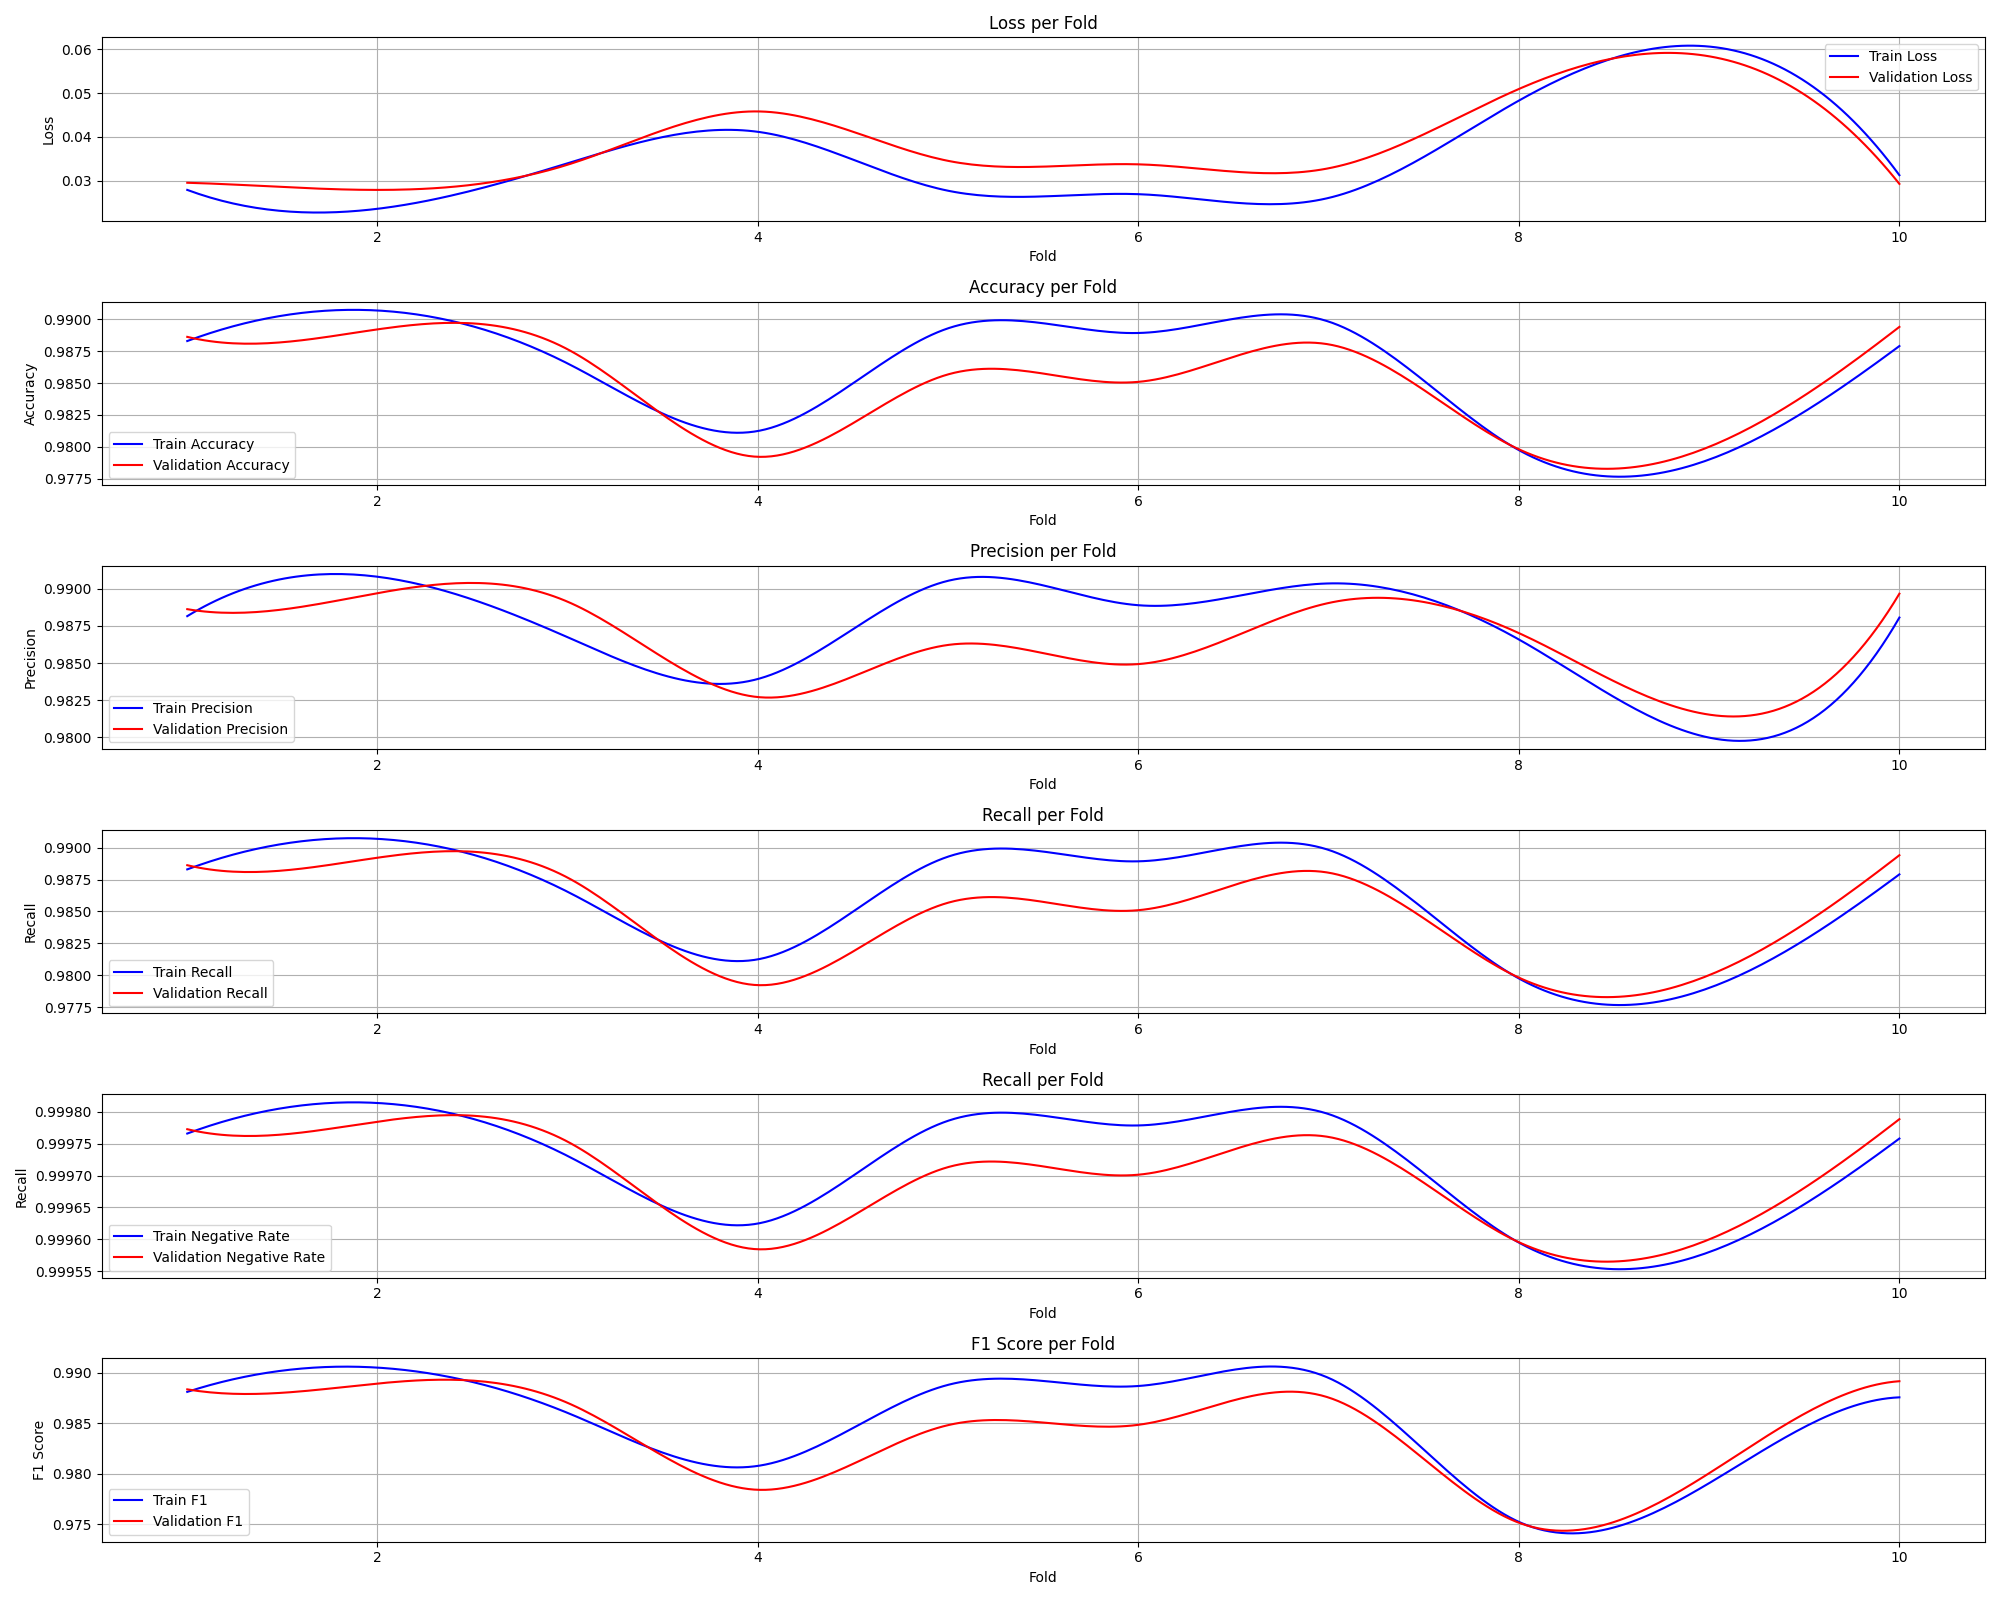 Loss per Fold
0.06
0.05
0.04
0.03
Loss
Train Loss
Validation Loss
2 4 6 8 10
Fold
Accuracy per Fold
0.9900
0.9875
0.9850
0.9825
0.9800
0.9775
Accuracy
Train Accuracy
Validation Accuracy
2 4 6 8 10
Fold
Precision per Fold
0.9900
0.9875
0.9850
0.9825
0.9800
Precision
Train Precision
Validation Precision
2 4 6 8 10
Fold
Recall per Fold
0.9900
0.9875
0.9850
0.9825
0.9800
0.9775
Recall
Train Recall
Validation Recall
2 4 6 8 10
Fold
Recall per Fold
0.99980
0.99975
0.99970
0.99965
0.99960
0.99955
Recall
Train Negative Rate
Validation Negative Rate
2 4 6 8 10
Fold
F1 Score per Fold
0.990
0.985
0.980
0.975
F1 Score
Train F1
Validation F1
2 4 6 8 10
Fold